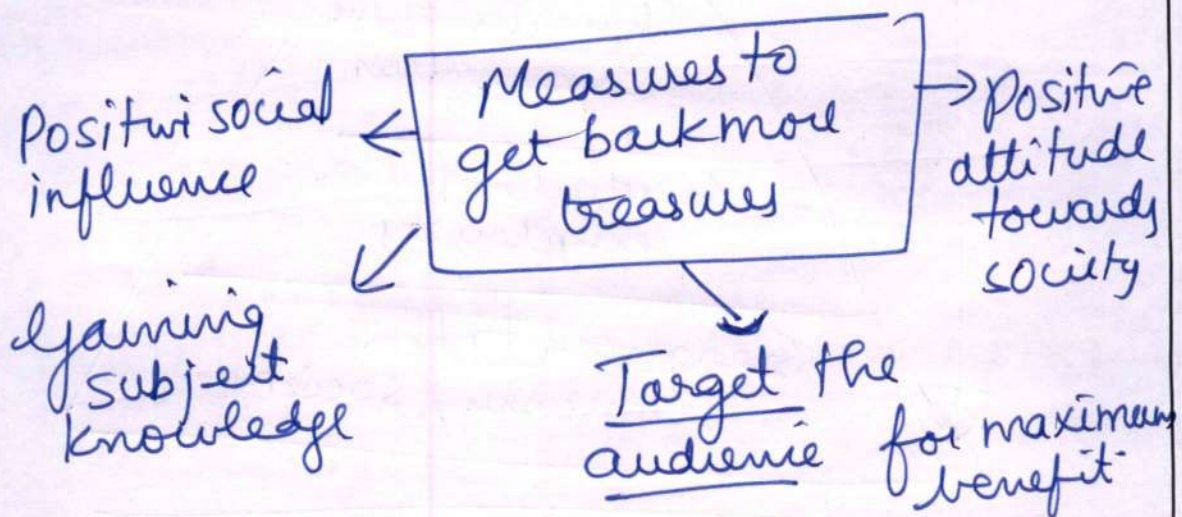 Measures to
get back more
treasures
Positive social
influence
Positive
attitude
towards
society
Gaining
subject
knowledge
Target the
audience for maximum
benefit